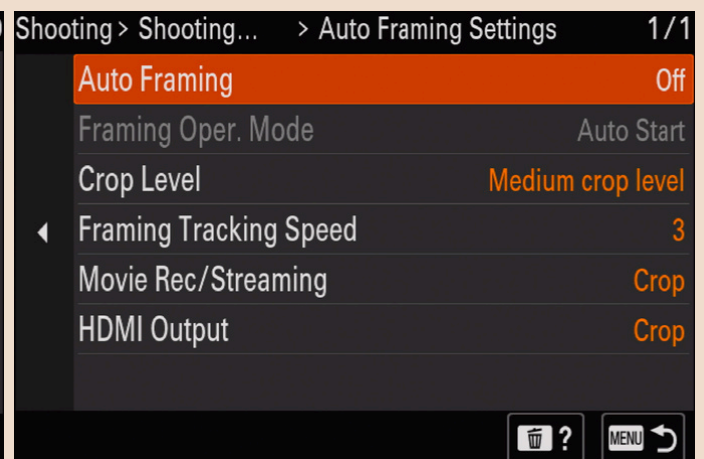 Shooting > Shooting... > Auto Framing Settings 1/1
Auto Framing Off
Framing Oper. Mode Auto Start
Crop Level Medium crop level
Framing Tracking Speed 3
Movie Rec/Streaming Crop
HDMI Output Crop
? MENU